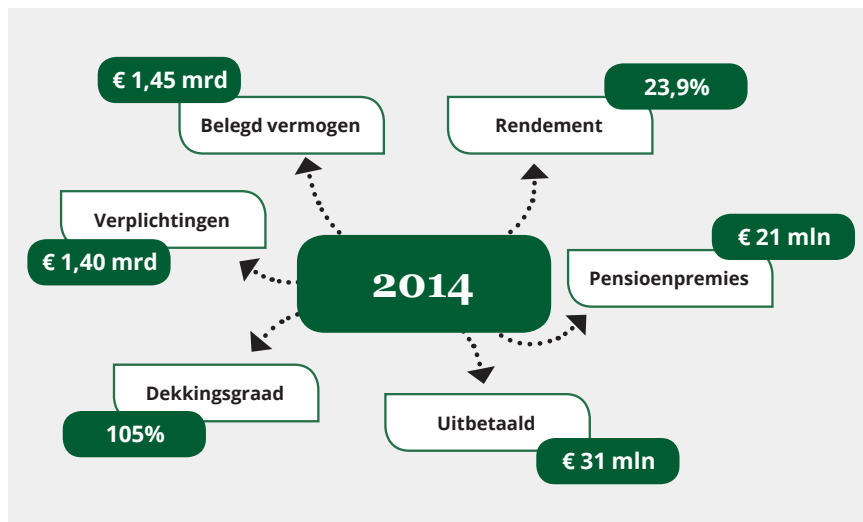 € 1,45 mrd
Belegd vermogen
23,9%
Rendement
Verplichtingen
€ 1,40 mrd
€ 21 mln
Pensioenpremies
2014
Dekkingsgraad
105%
Uitbetaald
€ 31 mln